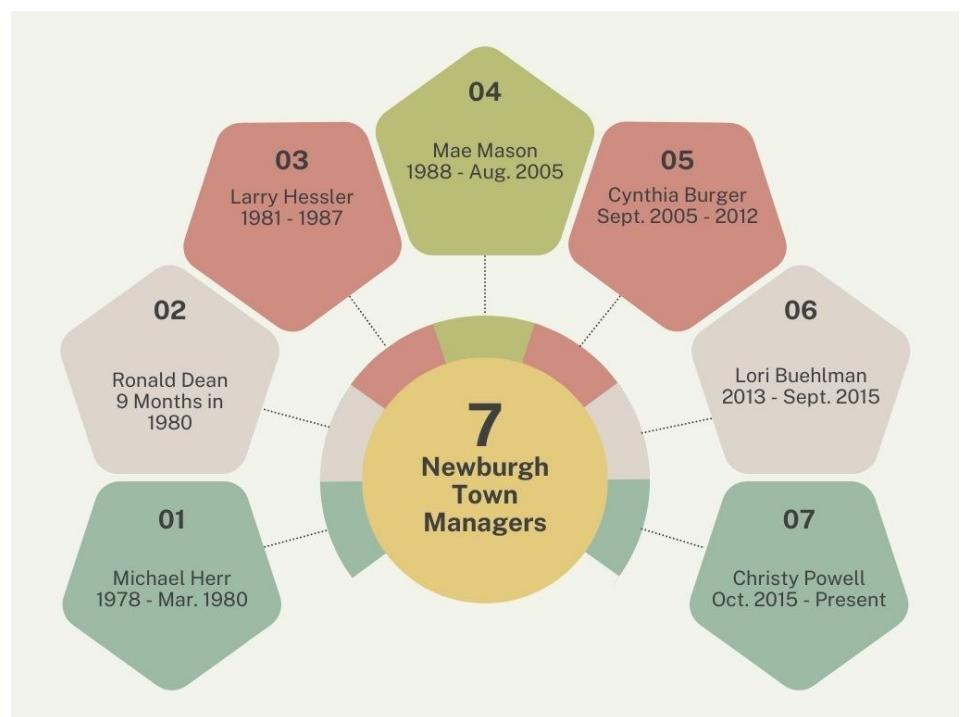 04
Mae Mason
1988 - Aug. 2005
03
Larry Hessler
1981 - 1987
05
Cynthia Burger
Sept. 2005 - 2012
02
Ronald Dean
9 Months in
1980
06
Lori Buehlman
2013 - Sept. 2015
7
Newburgh
Town
Managers
01
Michael Herr
1978 - Mar. 1980
07
Christy Powell
Oct. 2015 - Present